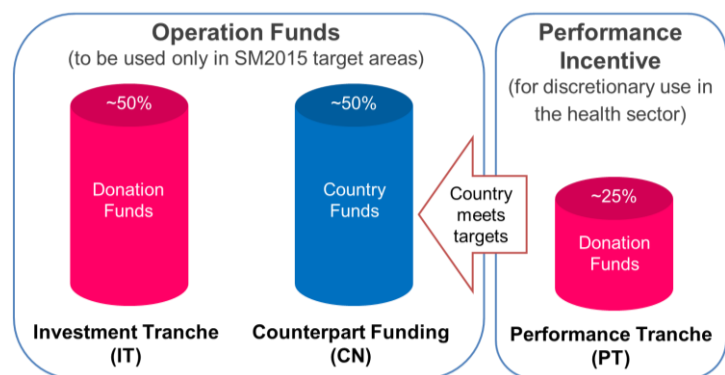 Operation Funds
(to be used only in SM2015 target areas)
~50%
Donation
Funds
Investment Tranche
(IT)
~50%
Country
Funds
Counterpart Funding
(CN)
Country
meets
targets
Performance
Incentive
(for discretionary use in
the health sector)
~25%
Donation
Funds
Performance Tranche
(PT)